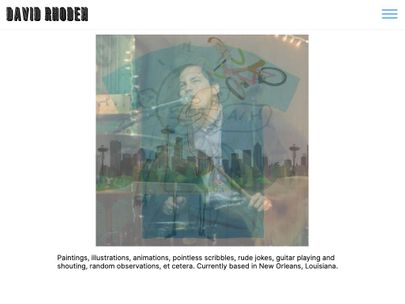 DAVID RHODEN
Paintings, illustrations, animations, pointless scribbles, rude jokes, guitar playing and
shouting, random observations, et cetera. Currently based in New Orleans, Louisiana.